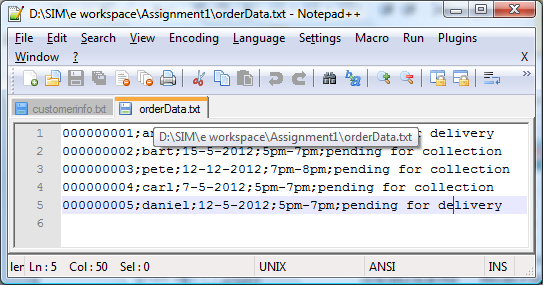 D:\SIM\e workspace\Assignment1\orderData.txt - Notepad++
File Edit Search View Encoding Language Settings Macro Run Plugins
Window ? X
customerinfo.txt orderData.txt
D:\SIM\e workspace\Assignment1\orderData.txt
1 000000001;ar delivery
2 000000002;bart;15-5-2012;5pm-7pm;pending for collection
3 000000003;pete;12-12-2012;7pm-8pm;pending for collection
4 000000004;carl;7-5-2012;5pm-7pm;pending for collection
5 000000005;daniel;12-5-2012;5pm-7pm;pending for delivery
6
ler Ln : 5 Col : 50 Sel : 0 UNIX ANSI INS